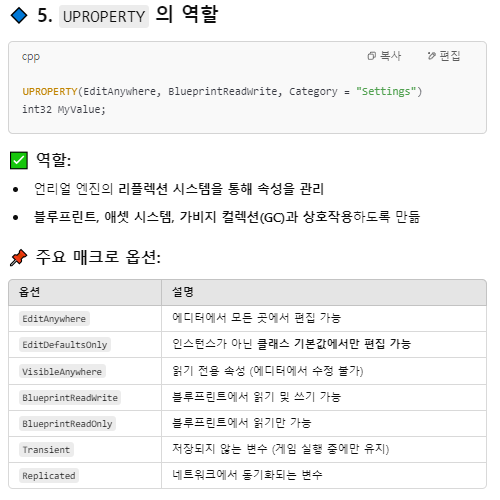 5. UPROPERTY 의 역할
cpp 복사 편집
UPROPERTY(EditAnywhere, BlueprintReadWrite, Category = "Settings")
int32 MyValue;
역할:
언리얼 엔진의 리플렉션 시스템을 통해 속성을 관리
블루프린트, 애셋 시스템, 가비지 컬렉션(GC)과 상호작용하도록 만듦
주요 매크로 옵션:
옵션 설명
EditAnywhere 에디터에서 모든 곳에서 편집 가능
EditDefaultsOnly 인스턴스가 아닌 클래스 기본값에서만 편집 가능
VisibleAnywhere 읽기 전용 속성 (에디터에서 수정 불가)
BlueprintReadWrite 블루프린트에서 읽기 및 쓰기 가능
BlueprintReadOnly 블루프린트에서 읽기만 가능
Transient 저장되지 않는 변수 (게임 실행 중에만 유지)
Replicated 네트워크에서 동기화되는 변수